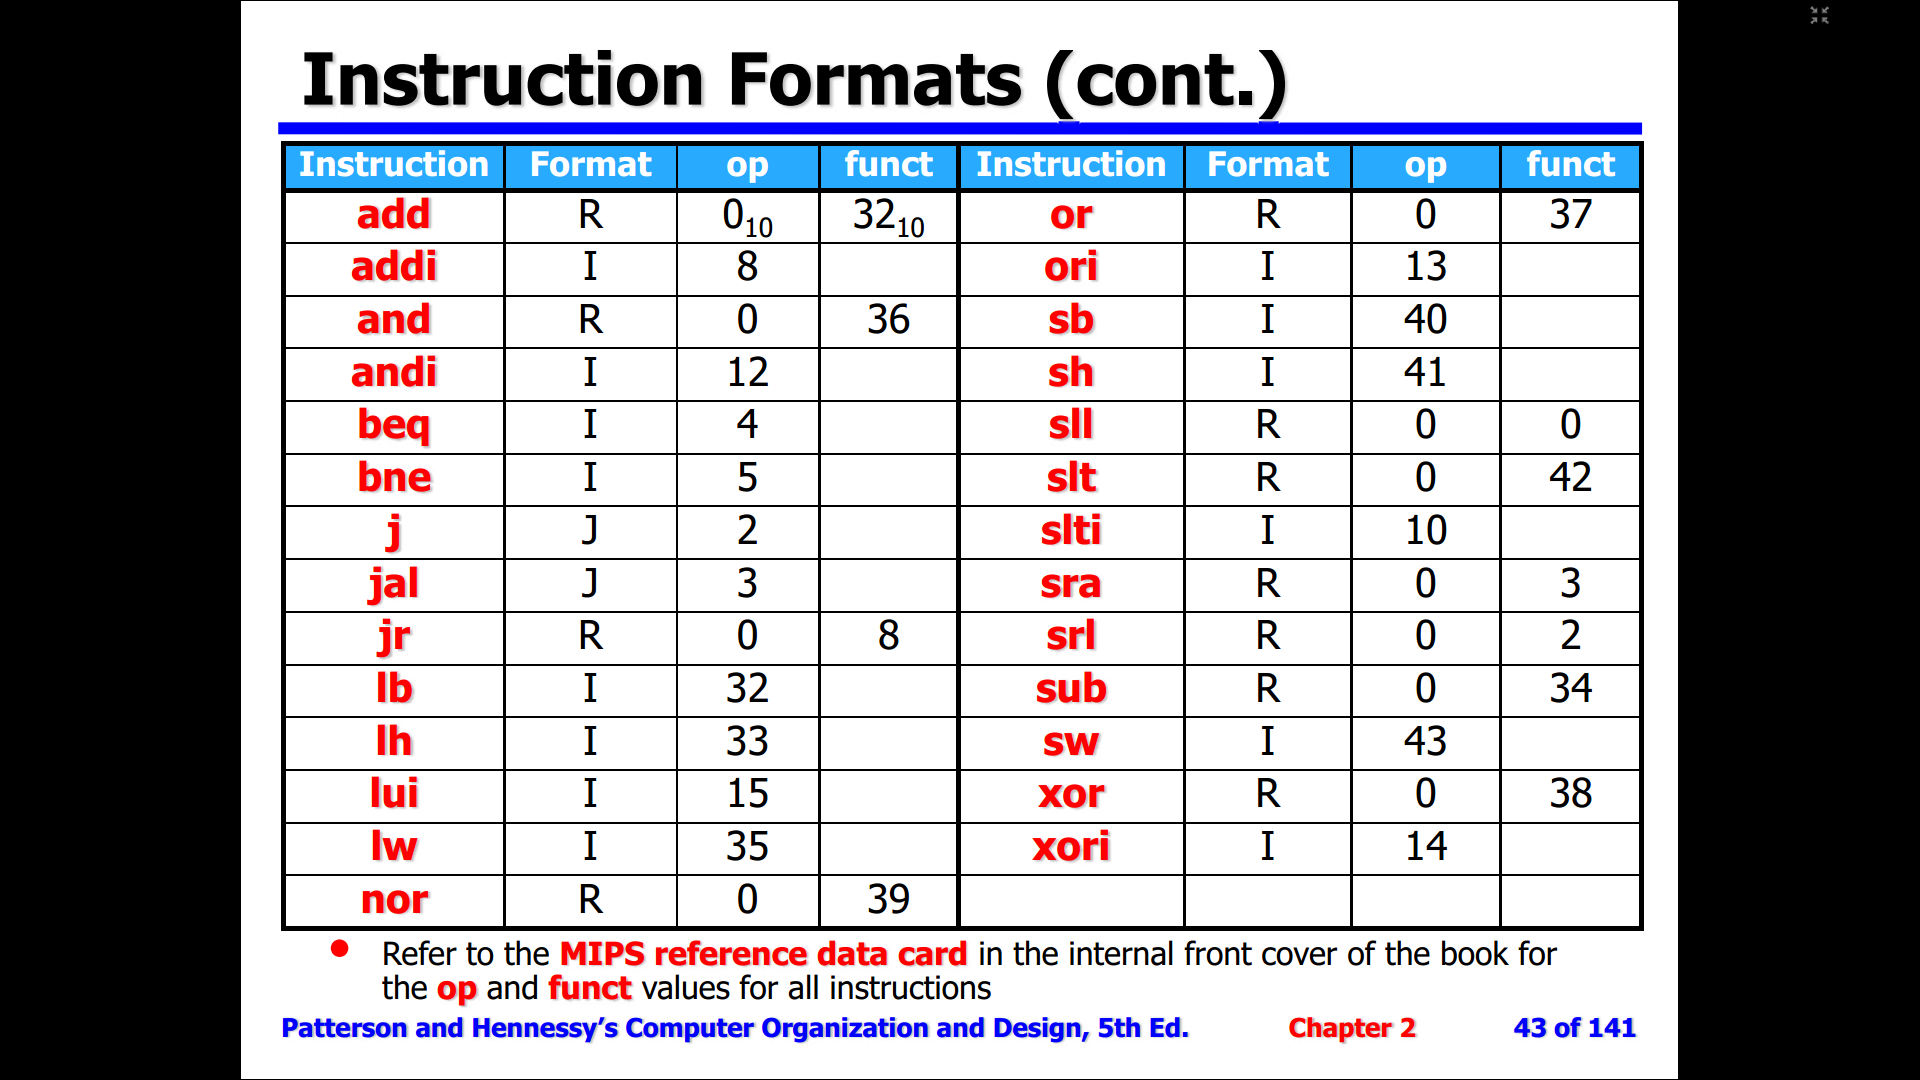 Instruction Formats (cont.)
Instruction Format op funct Instruction Format op funct
add R 0₁₀ 32₁₀ or R 0 37
addi I 8 ori I 13
and R 0 36 sb I 40
andi I 12 sh I 41
beq I 4 sll R 0 0
bne I 5 slt R 0 42
j J 2 slti I 10
jal J 3 sra R 0 3
jr R 0 8 srl R 0 2
lb I 32 sub R 0 34
lh I 33 sw I 43
lui I 15 xor R 0 38
lw I 35 xori I 14
nor R 0 39
• Refer to the MIPS reference data card in the internal front cover of the book for
the op and funct values for all instructions
Patterson and Hennessy’s Computer Organization and Design, 5th Ed. Chapter 2 43 of 141